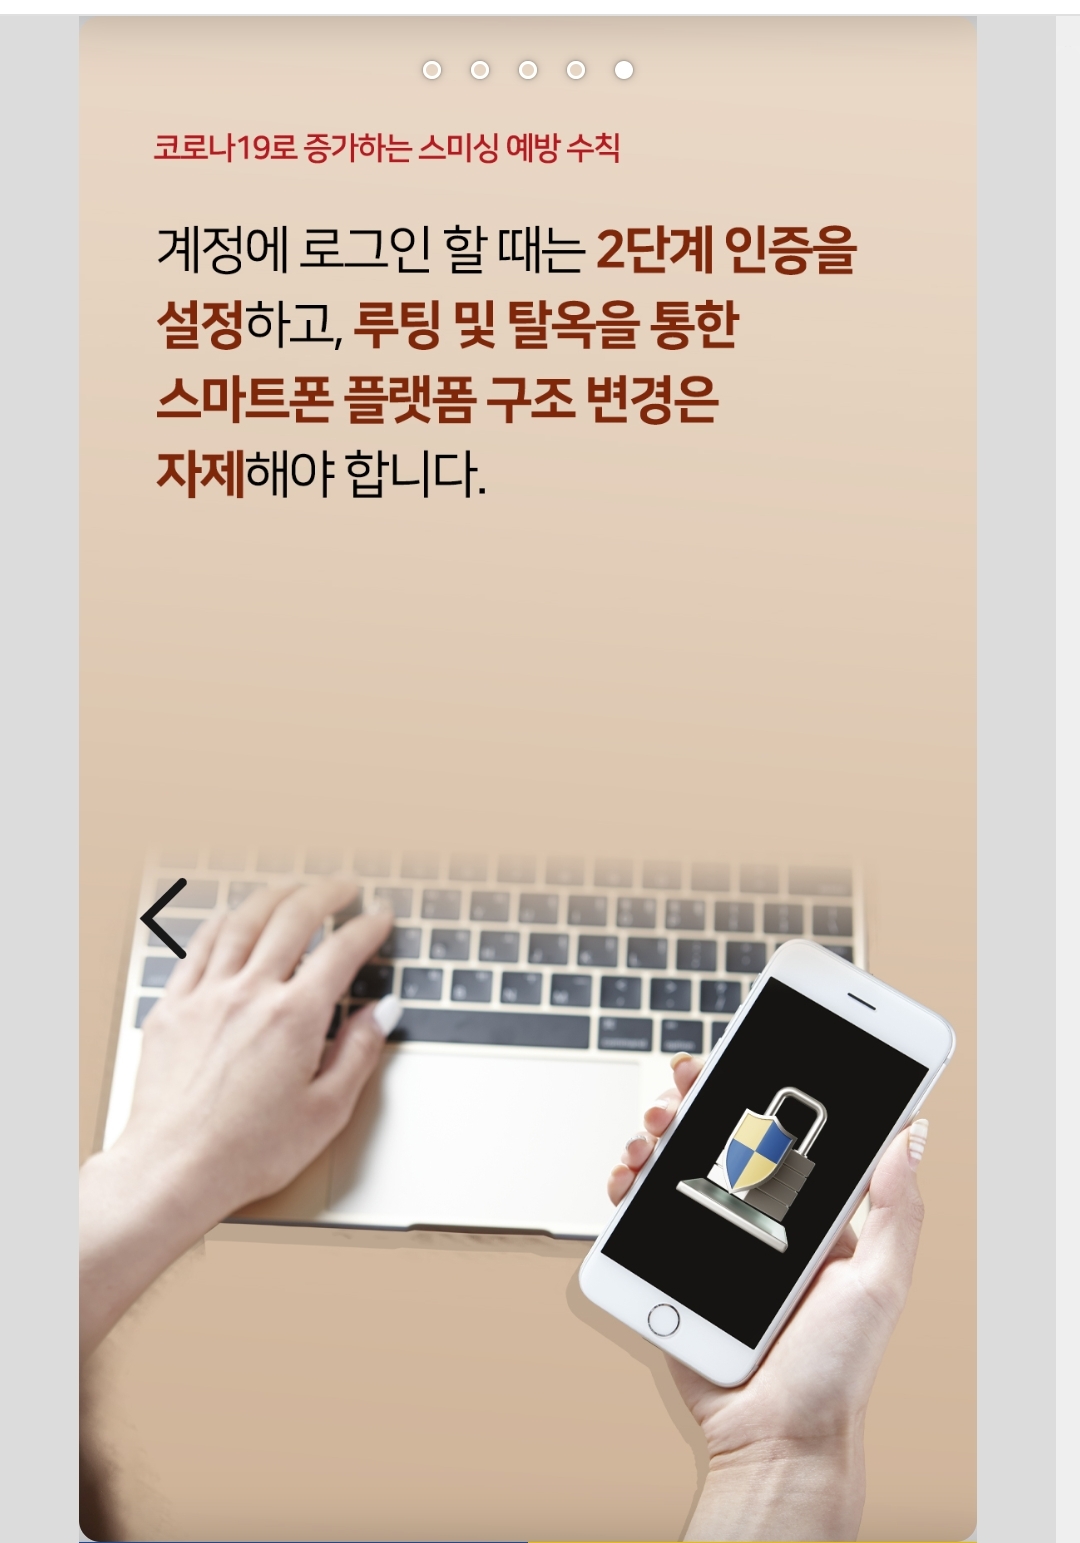 코로나19로 증가하는 스미싱 예방 수칙
계정에 로그인 할 때는 2단계 인증을
설정하고, 루팅 및 탈옥을 통한
스마트폰 플랫폼 구조 변경은
자제해야 합니다.